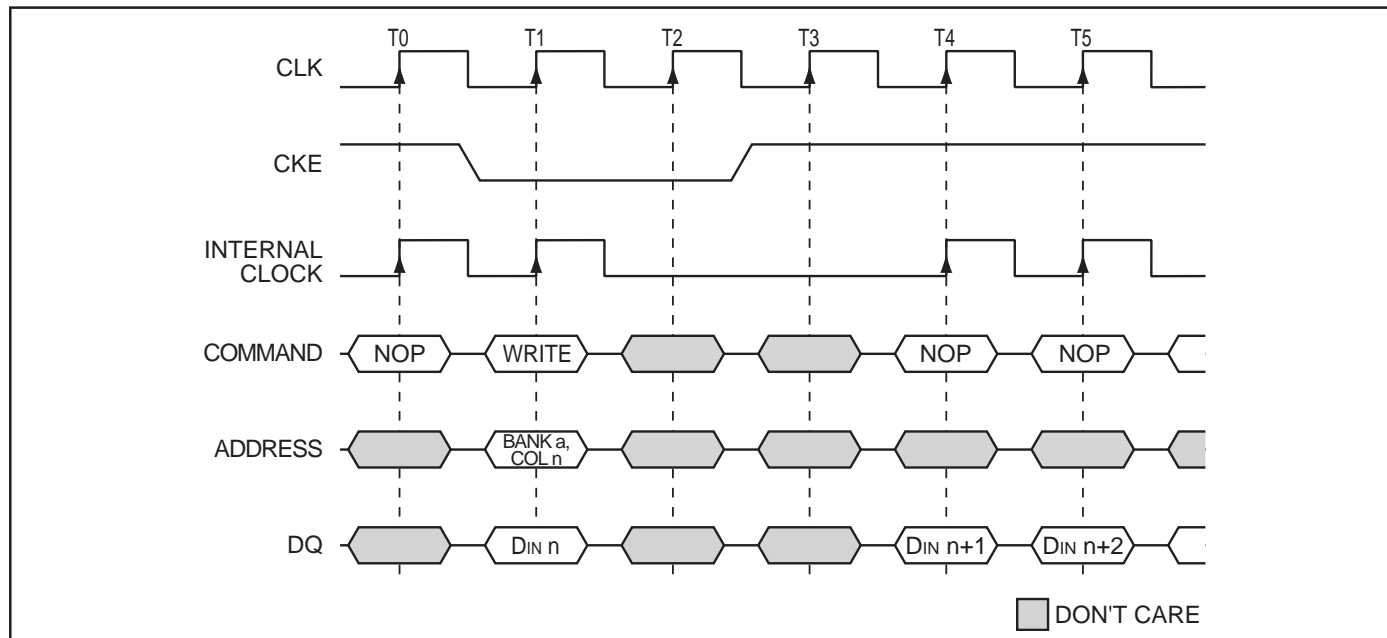 T0 T1 T2 T3 T4 T5
CLK
CKE
INTERNAL
CLOCK
COMMAND NOP WRITE NOP NOP
ADDRESS BANK a,
COL n
DQ DIN n DIN n+1 DIN n+2
DON'T CARE